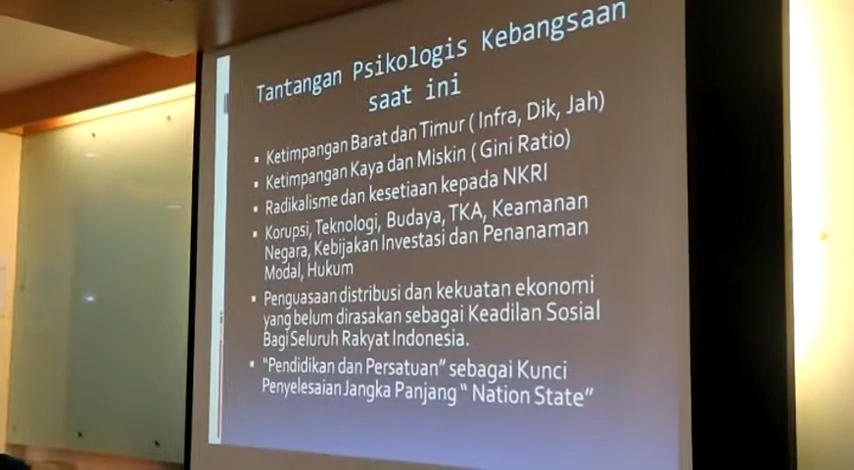 Tantangan Psikologis Kebangsaan
saat ini
▪ Ketimpangan Barat dan Timur ( Infra, Dik, Jah)
▪ Ketimpangan Kaya dan Miskin ( Gini Ratio)
▪ Radikalisme dan kesetiaan kepada NKRI
▪ Korupsi, Teknologi, Budaya, TKA, Keamanan
Negara, Kebijakan Investasi dan Penanaman
Modal, Hukum
▪ Penguasaan distribusi dan kekuatan ekonomi
yang belum dirasakan sebagai Keadilan Sosial
Bagi Seluruh Rakyat Indonesia.
▪ "Pendidikan dan Persatuan" sebagai Kunci
Penyelesaian Jangka Panjang " Nation State"